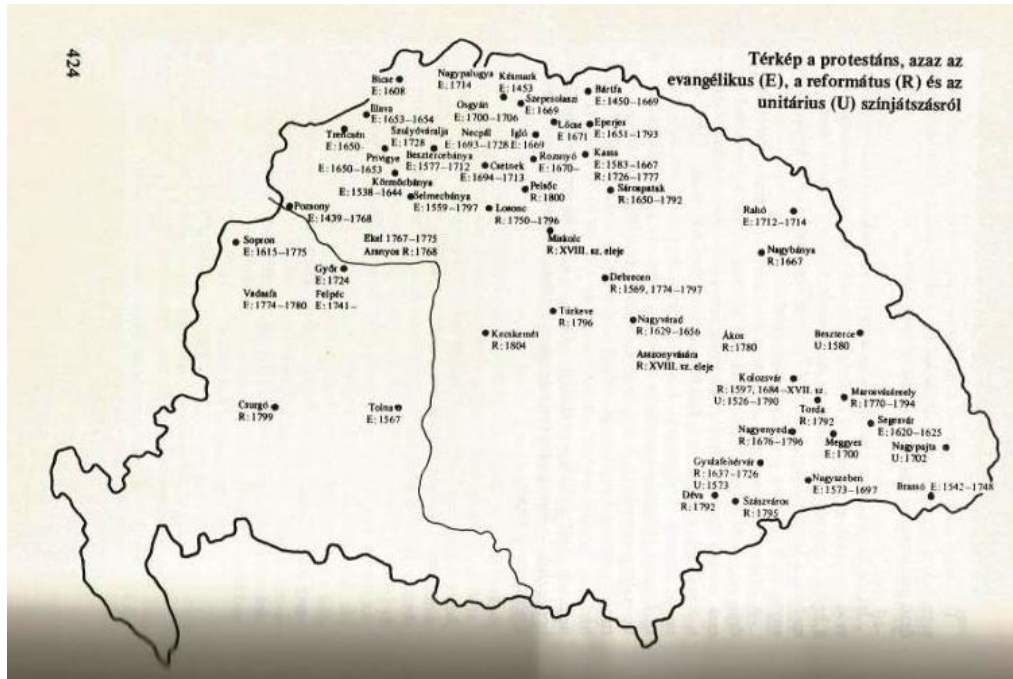 424
Térkép a protestáns, azaz az
evangélikus (E), a református (R) és az
unitárius (U) színjátszásról
Bicse
E: 1608
Nagypalugya
E: 1714
Késmárk
E: 1453
Bártfa
E: 1450–1669
Szepesolaszi
E: 1669
Osgyán
E: 1700–1706
Illava
E: 1653–1654
Lőcse
E 1671
Eperjes
E: 1651–1793
Trencsén
E: 1650-
Szulyóváralja
E: 1728
Necpál
E: 1693–1728
Igló
E: 1669
Privigye
E: 1650–1653
Besztercebánya
E: 1577–1712
Csetnek
E: 1694–1713
Rozsnyó
E: 1670–
Kassa
E: 1583–1667
R: 1726–1777
Körmöcbánya
E: 1538–1644
Selmecbánya
E: 1559–1797
Pelsőc
R: 1800
Sárospatak
R: 1650–1792
Pozsony
E: 1439–1768
Losonc
R: 1750–1796
Rahó
E: 1712–1714
Miskolc
R: XVIII. sz. eleje
Sopron
E: 1615–1775
Ekel 1767–1775
Aranyos R: 1768
Nagybánya
R: 1667
Győr
E: 1724
Debrecen
R: 1569, 1774–1797
Vadasfa
E: 1774–1780
Felpéc
E: 1741–
Túrkeve
R: 1796
Nagyvárad
R: 1629–1656
Kecskemét
R: 1804
Ákos
R: 1780
Beszterce
U: 1580
Asszonyvására
R: XVIII. sz. eleje
Kolozsvár
R: 1597, 1684–XVII. sz.
U: 1526–1790
Marosvásárhely
R: 1770–1794
Csurgó
R: 1799
Tolna
E: 1567
Torda
R: 1792
Segesvár
E: 1620–1625
Nagyenyed
R: 1676–1796
Meggyes
E: 1700
Nagypajta
U: 1702
Gyulafehérvár
R: 1637–1726
U: 1573
Nagyszeben
E: 1573–1697
Brassó E: 1542–1748
Déva
R: 1792
Szászváros
R: 1795